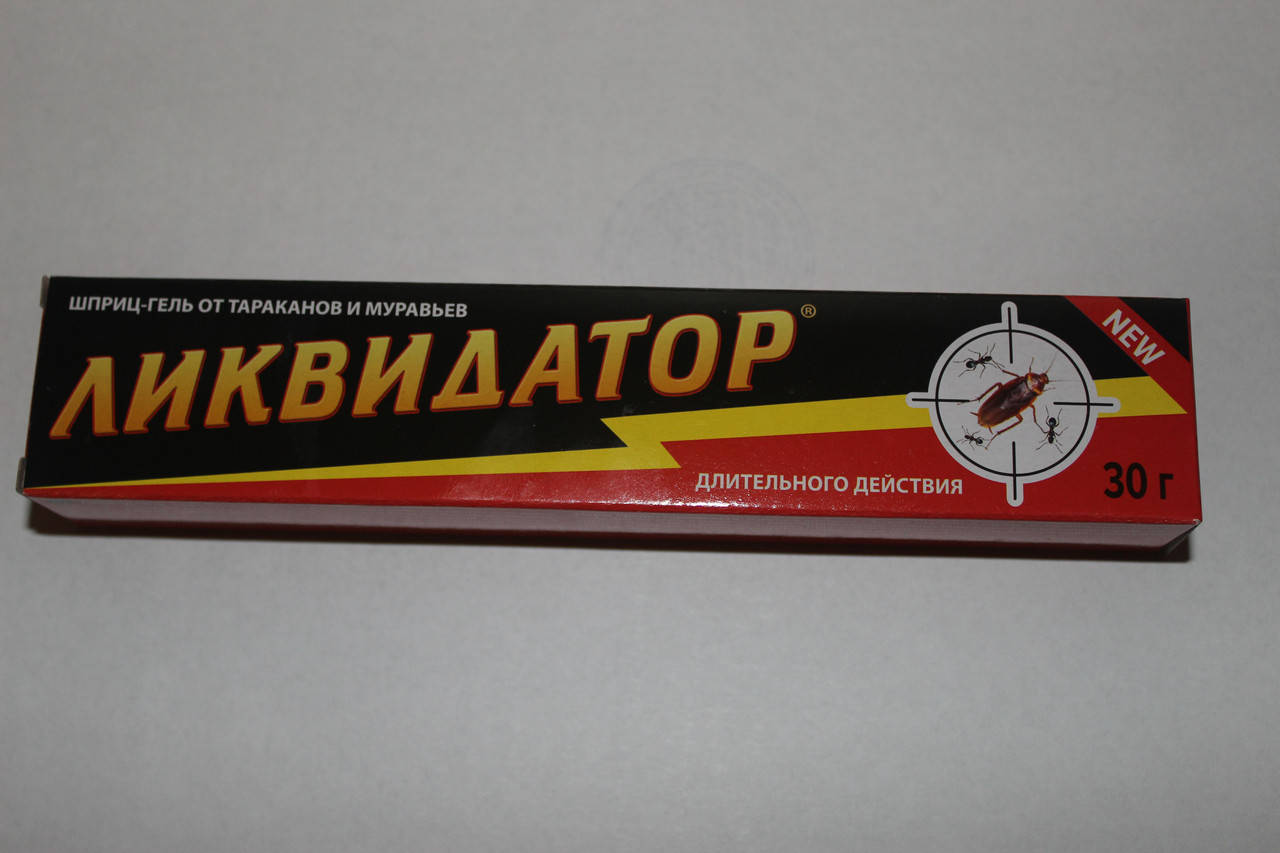 ШПРИЦ-ГЕЛЬ ОТ ТАРАКАНОВ И МУРАВЬЕВ
ЛИКВИДАТОР®
NEW
ДЛИТЕЛЬНОГО ДЕЙСТВИЯ
30 г